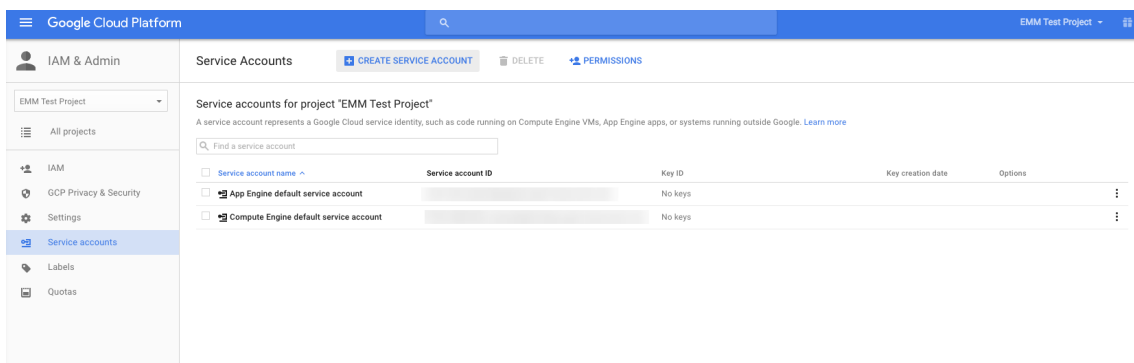 Google Cloud Platform
EMM Test Project
IAM & Admin
EMM Test Project
All projects
IAM
GCP Privacy & Security
Settings
Service accounts
Labels
Quotas
Service Accounts
CREATE SERVICE ACCOUNT
DELETE
PERMISSIONS
Service accounts for project "EMM Test Project"
A service account represents a Google Cloud service identity, such as code running on Compute Engine VMs, App Engine apps, or systems running outside Google. Learn more
Find a service account
Service account name Service account ID Key ID Key creation date Options
App Engine default service account No keys
Compute Engine default service account No keys